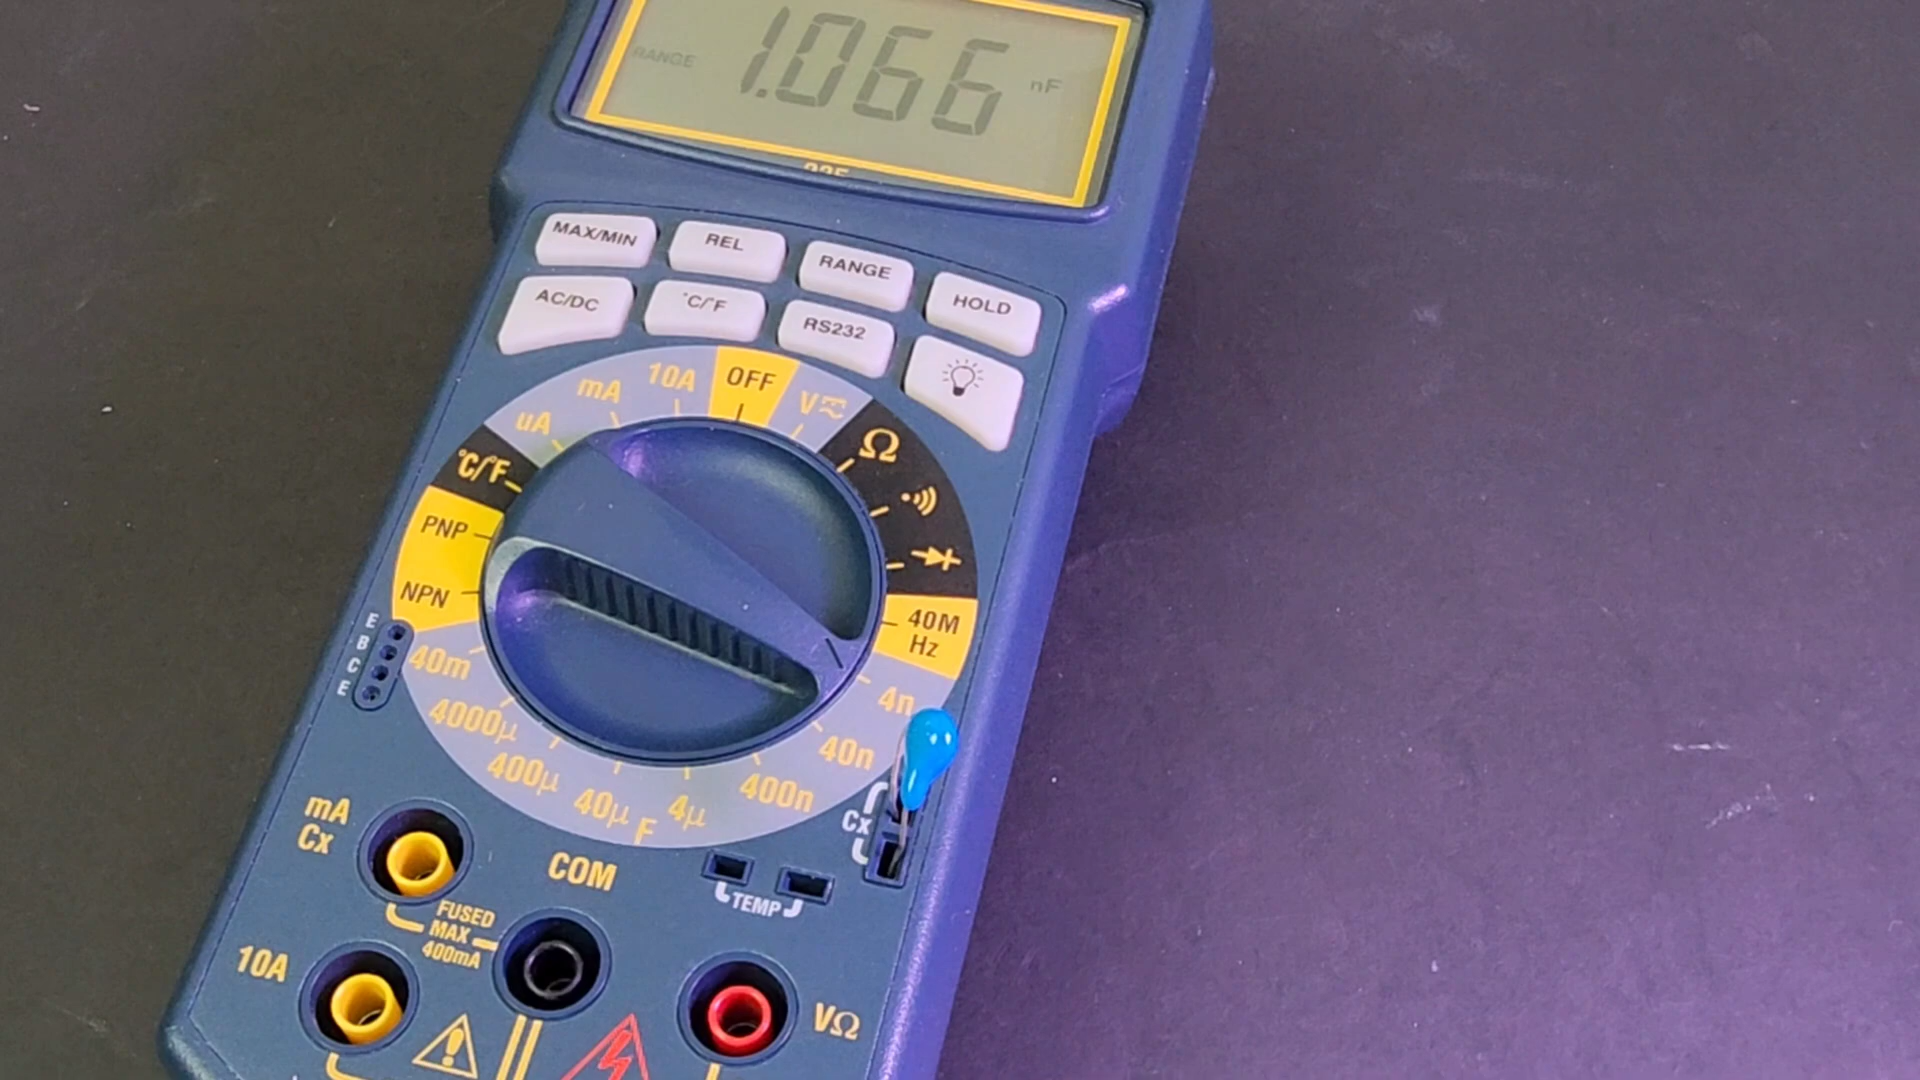 RANGE 1.066 nF
MAX/MIN REL RANGE HOLD
AC/DC °C/°F RS232
OFF
V
Ω
40M
Hz
4n
40n
400n
4µ
F
40µ
400µ
4000µ
40m
NPN
PNP
°C/°F
uA
mA
10A
E
B
C
E
mA
Cx
COM
TEMP
Cx
FUSED
MAX
400mA
10A
VΩ